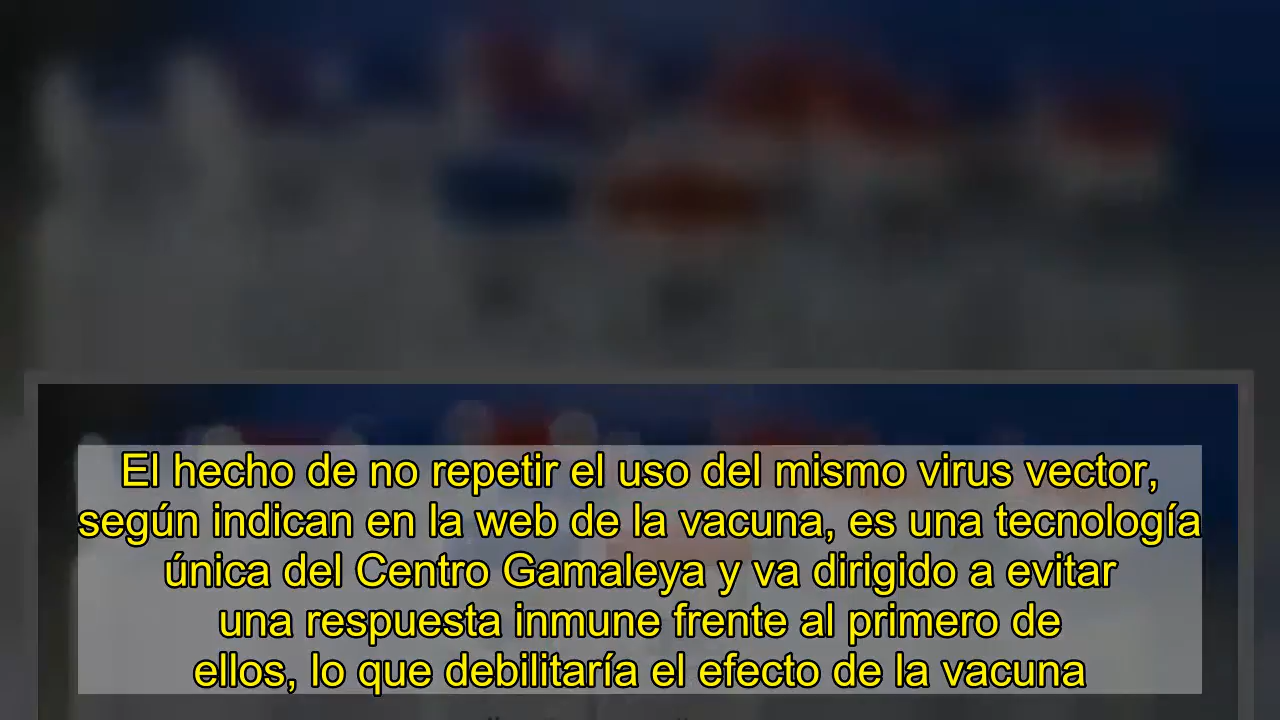 El hecho de no repetir el uso del mismo virus vector,
según indican en la web de la vacuna, es una tecnología
única del Centro Gamaleya y va dirigido a evitar
una respuesta inmune frente al primero de
ellos, lo que debilitaría el efecto de la vacuna